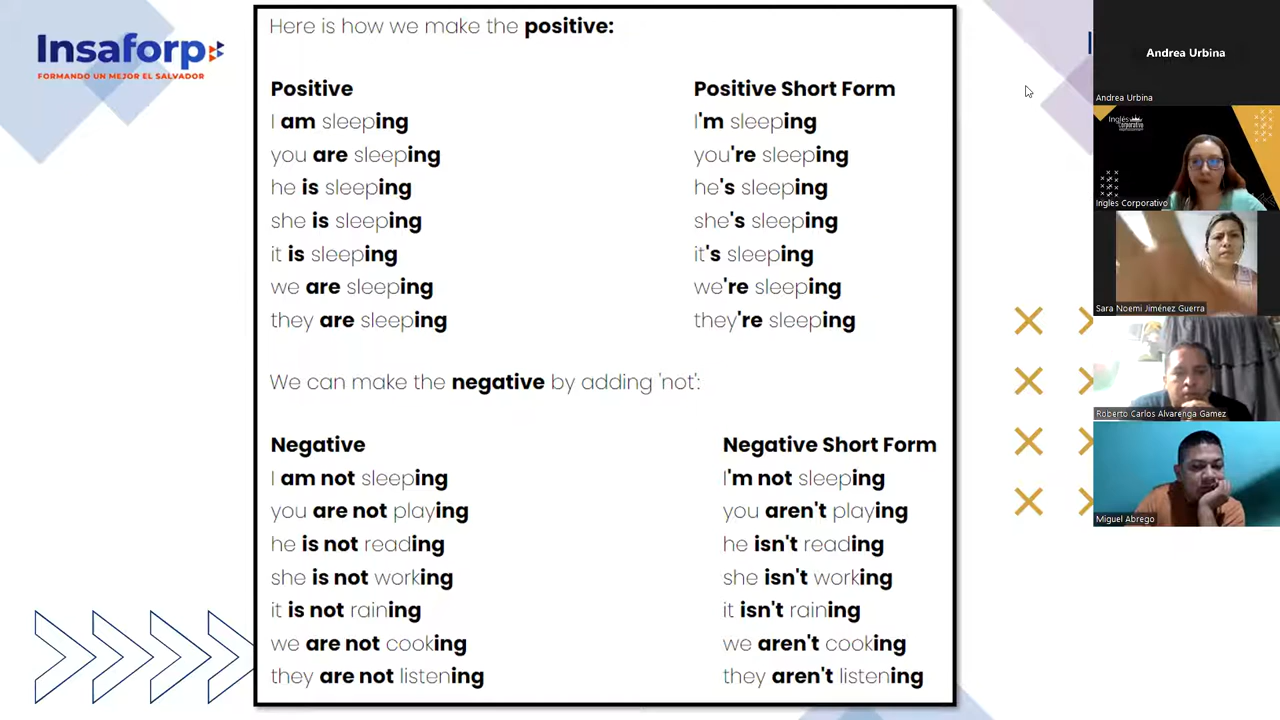 Insaforp
FORMANDO UN MEJOR EL SALVADOR
Here is how we make the positive:
Positive
I am sleeping
you are sleeping
he is sleeping
she is sleeping
it is sleeping
we are sleeping
they are sleeping
Positive Short Form
I'm sleeping
you're sleeping
he's sleeping
she's sleeping
it's sleeping
we're sleeping
they're sleeping
We can make the negative by adding 'not':
Negative
I am not sleeping
you are not playing
he is not reading
she is not working
it is not raining
we are not cooking
they are not listening
Negative Short Form
I'm not sleeping
you aren't playing
he isn't reading
she isn't working
it isn't raining
we aren't cooking
they aren't listening
Andrea Urbina
Andrea Urbina
Inglés
Corporativo
Ingles Corporativo
Sara Noemi Jiménez Guerra
Roberto Carlos Alvarenga Gamez
Miguel Abrego